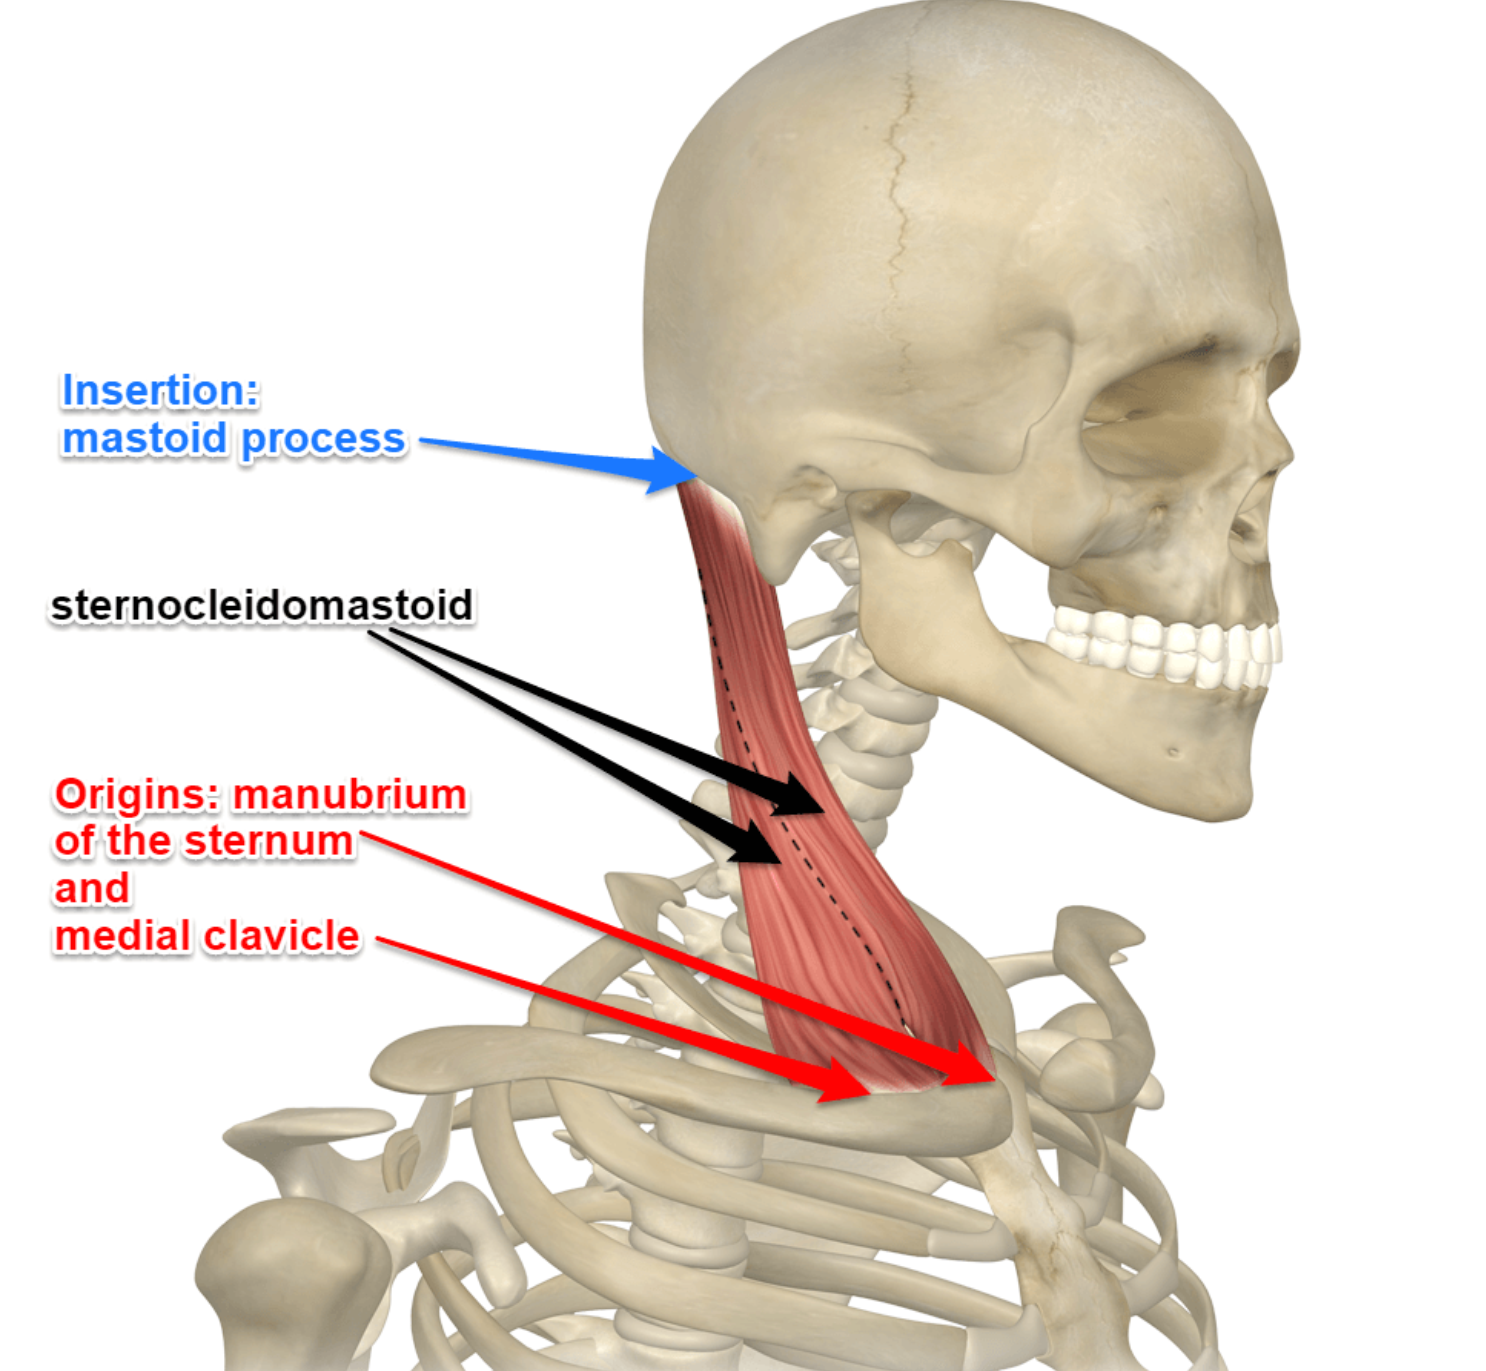 Insertion:
mastoid process
sternocleidomastoid
Origins: manubrium
of the sternum
and
medial clavicle